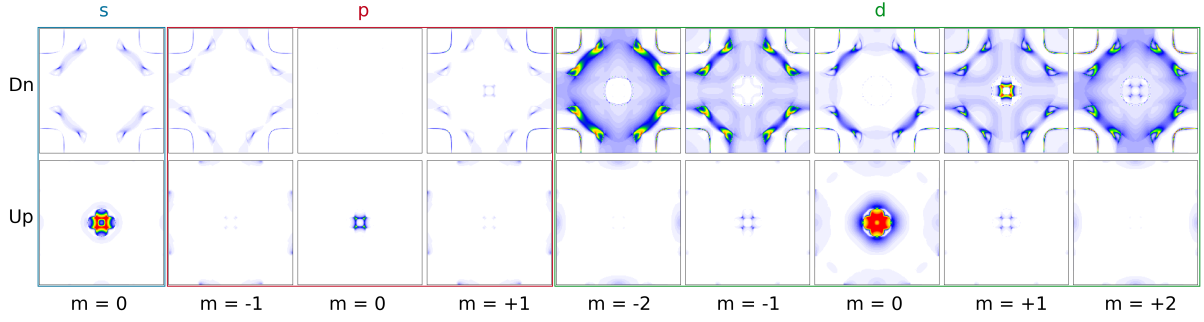 s p d
Dn
Up
m = 0 m = -1 m = 0 m = +1 m = -2 m = -1 m = 0 m = +1 m = +2